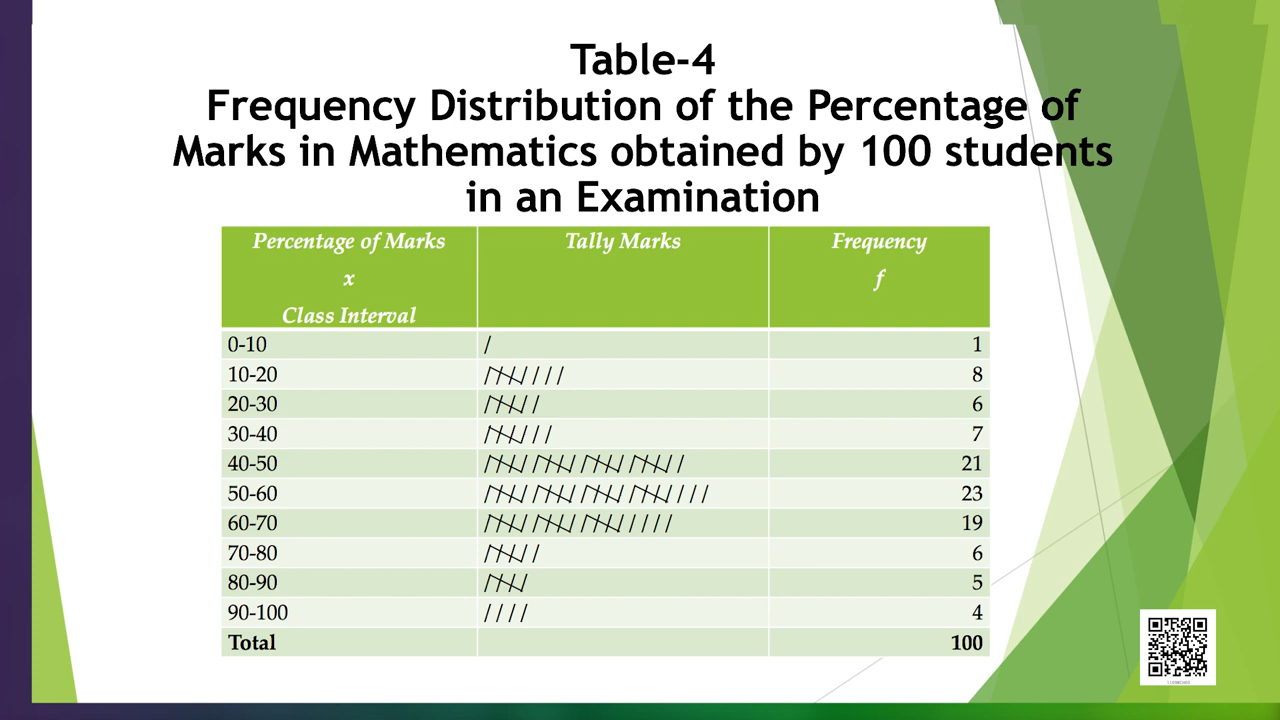 Table-4
Frequency Distribution of the Percentage of
Marks in Mathematics obtained by 100 students
in an Examination
Percentage of Marks Tally Marks Frequency
x f
Class Interval
0-10 / 1
10-20 //// /// 8
20-30 //// / 6
30-40 //// // 7
40-50 //// //// //// //// / 21
50-60 //// //// //// //// /// 23
60-70 //// //// //// //// 19
70-80 //// / 6
80-90 //// 5
90-100 //// 4
Total 100